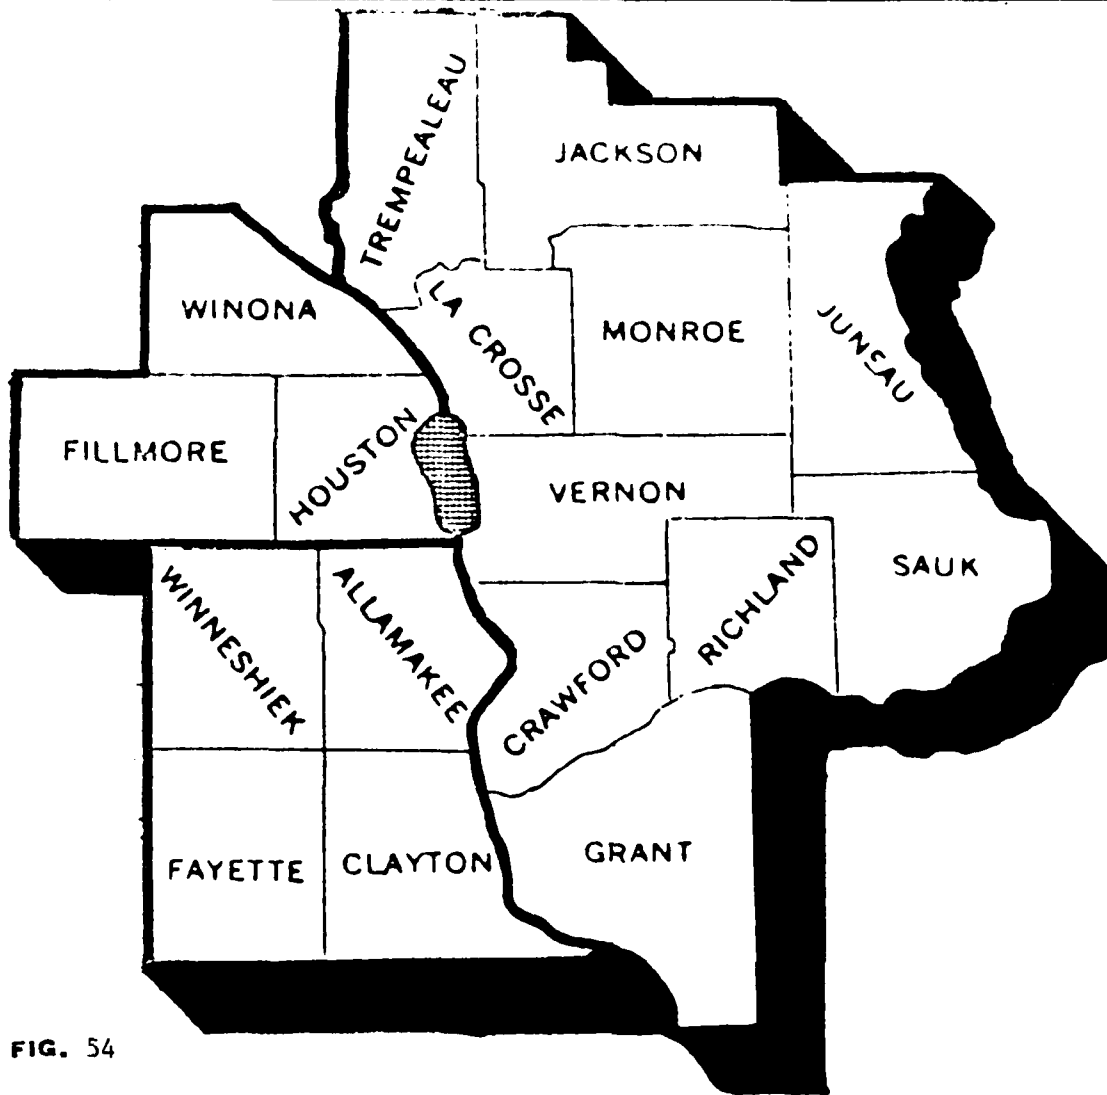 TREMPEALEAU
JACKSON
WINONA
LA CROSSE
MONROE
JUNEAU
FILLMORE
HOUSTON
VERNON
WINNESHIEK
ALLAMAKEE
CRAWFORD
RICHLAND
SAUK
FAYETTE
CLAYTON
GRANT
FIG. 54